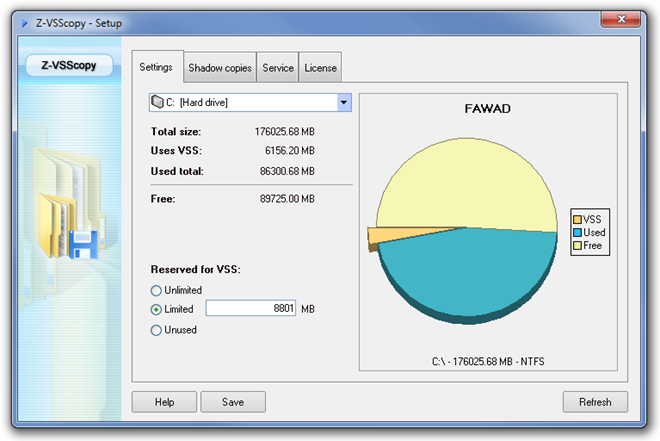 Z-VSScopy - Setup
Z-VSScopy
Settings Shadow copies Service License
C: [Hard drive]
Total size: 176025.68 MB
Uses VSS: 6156.20 MB
Used total: 86300.68 MB
Free: 89725.00 MB
Reserved for VSS:
Unlimited
Limited 8801 MB
Unused
FAWAD
VSS
Used
Free
C:\ - 176025.68 MB - NTFS
Help Save Refresh